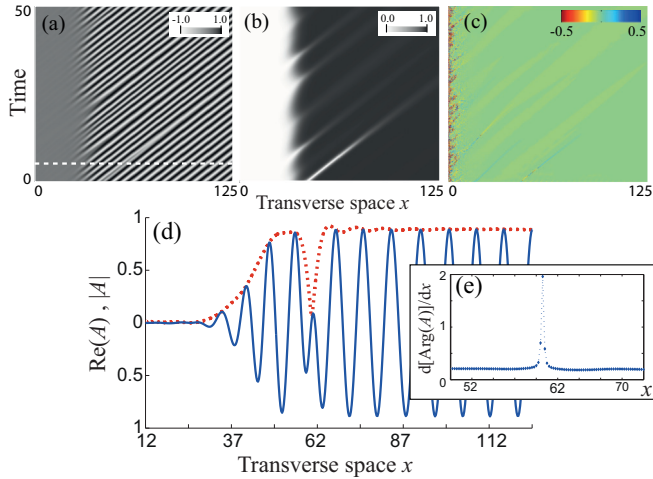 50
(a)
-1.0 1.0
(b)
0.0 1.0
(c)
-0.5 0.5
Time
0
0 125 0 125 0 125
Transverse space x
(d)
1
0.5
0
0.5
1
Re(A) , |A|
12 37 62 87 112
Transverse space x
(e)
2
1
0
d[Arg(A)]/dx
52 62 70 x